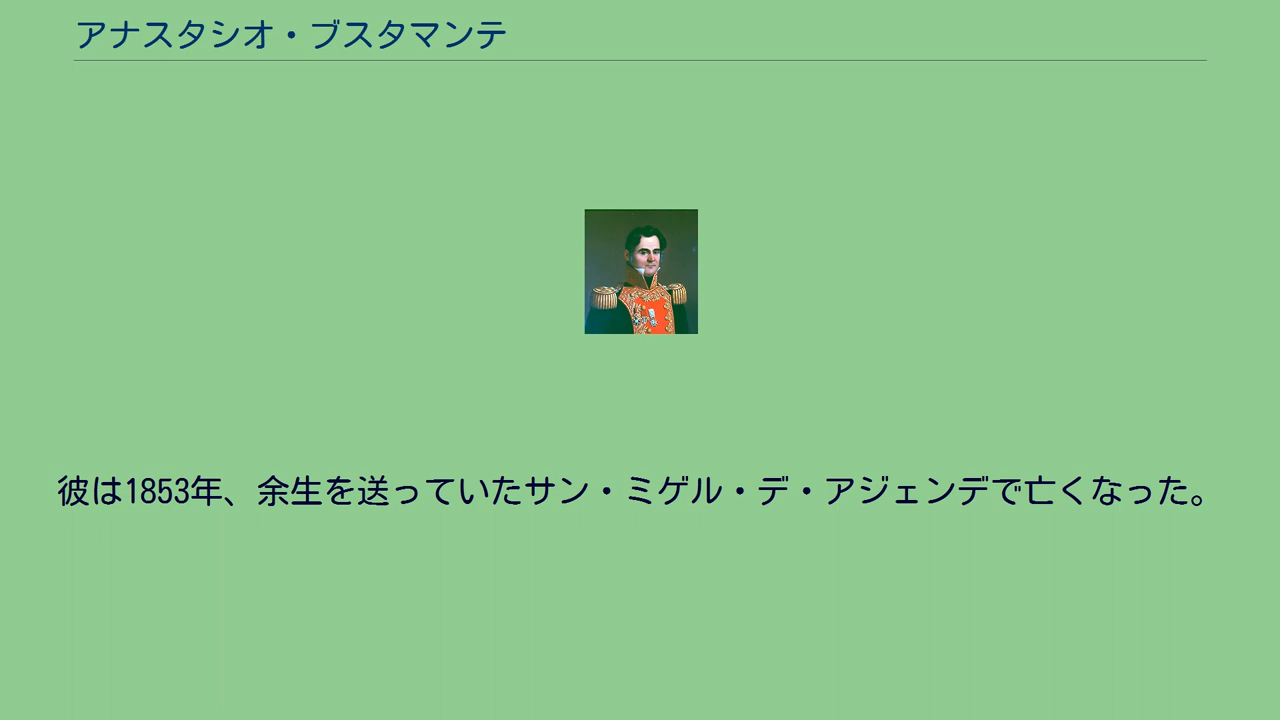 アナスタシオ・ブスタマンテ
彼は1853年、余生を送っていたサン・ミゲル・デ・アジェンデで亡くなった。